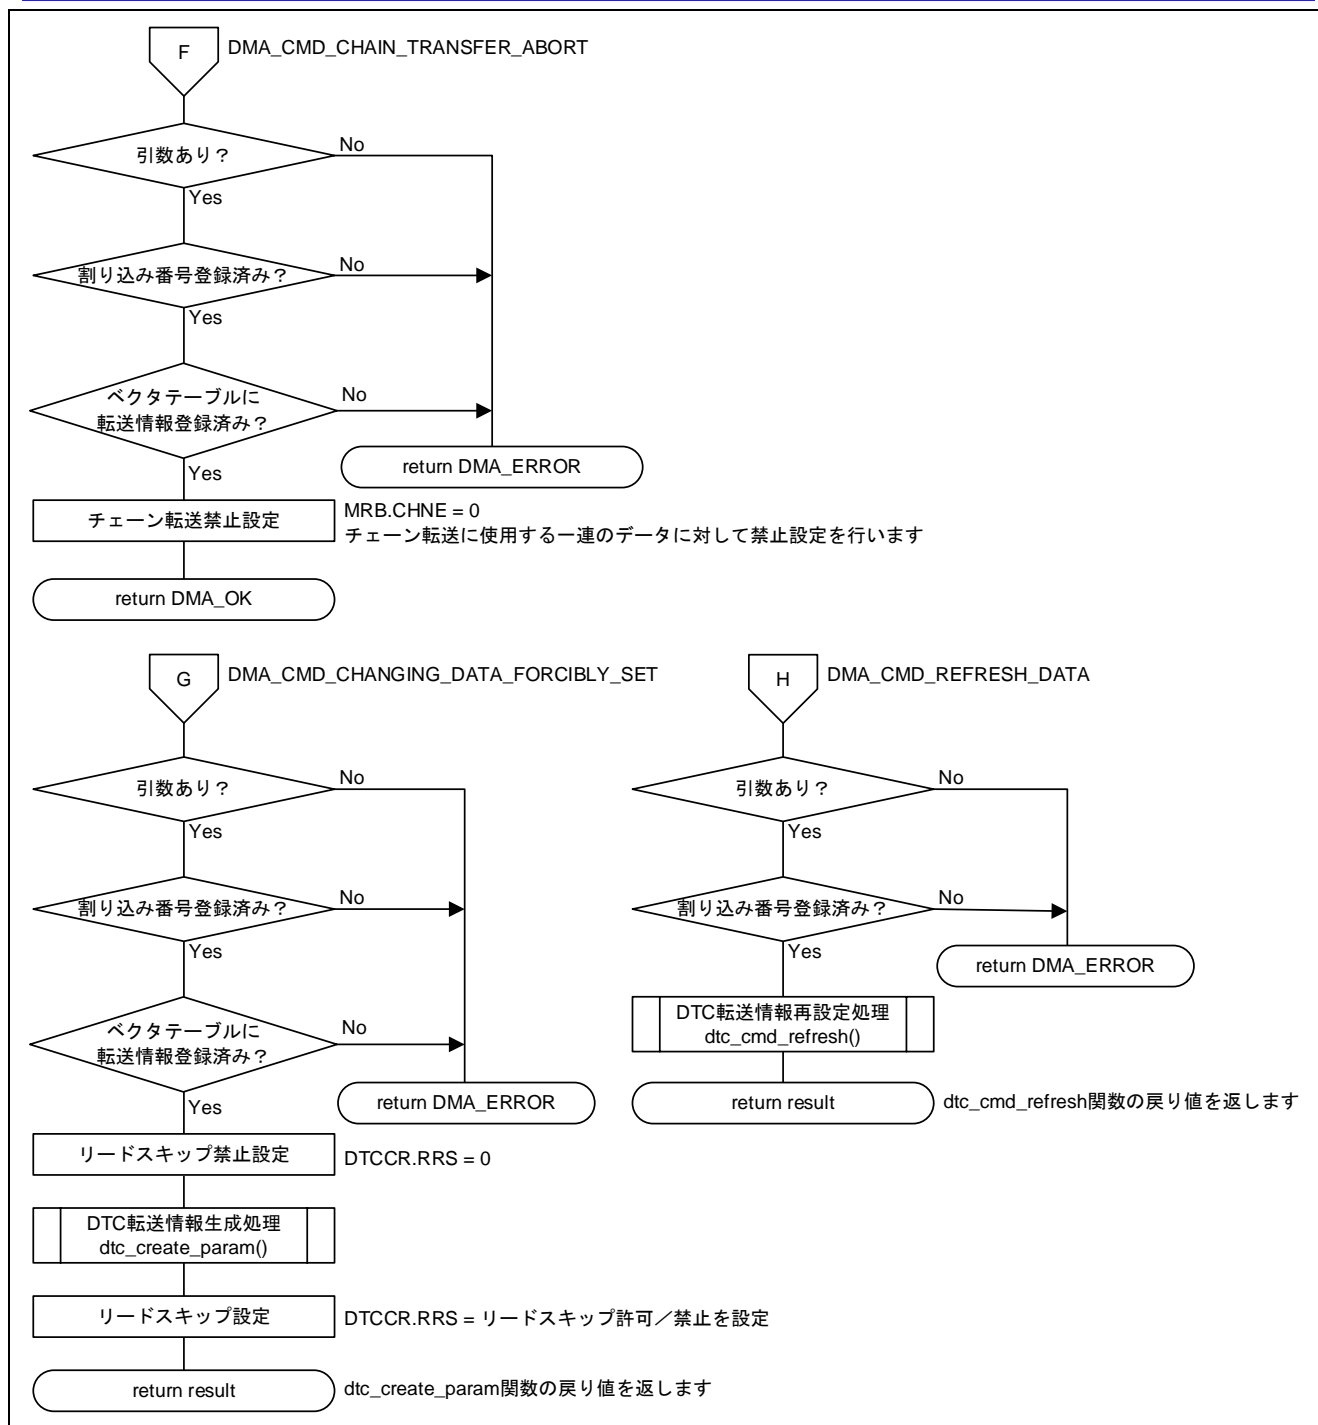 F
DMA_CMD_CHAIN_TRANSFER_ABORT
引数あり？
No
Yes
割り込み番号登録済み？
No
Yes
ベクタテーブルに
転送情報登録済み？
No
Yes
return DMA_ERROR
チェーン転送禁止設定
MRB.CHNE = 0
チェーン転送に使用する一連のデータに対して禁止設定を行います
return DMA_OK
G
DMA_CMD_CHANGING_DATA_FORCIBLY_SET
引数あり？
No
Yes
割り込み番号登録済み？
No
Yes
ベクタテーブルに
転送情報登録済み？
No
Yes
return DMA_ERROR
リードスキップ禁止設定
DTCCR.RRS = 0
DTC転送情報生成処理
dtc_create_param()
リードスキップ設定
DTCCR.RRS = リードスキップ許可／禁止を設定
return result
dtc_create_param関数の戻り値を返します
H
DMA_CMD_REFRESH_DATA
引数あり？
No
Yes
割り込み番号登録済み？
No
Yes
return DMA_ERROR
DTC転送情報再設定処理
dtc_cmd_refresh()
return result
dtc_cmd_refresh関数の戻り値を返します